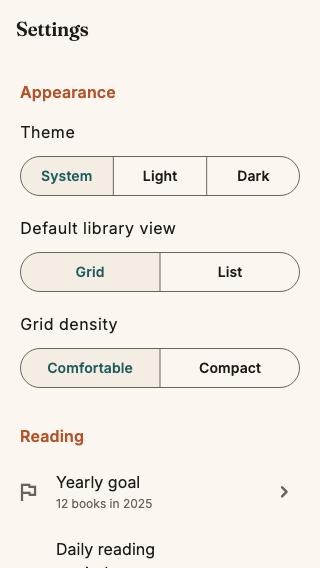 Settings
Appearance
Theme
System Light Dark
Default library view
Grid List
Grid density
Comfortable Compact
Reading
Yearly goal
12 books in 2025
Daily reading